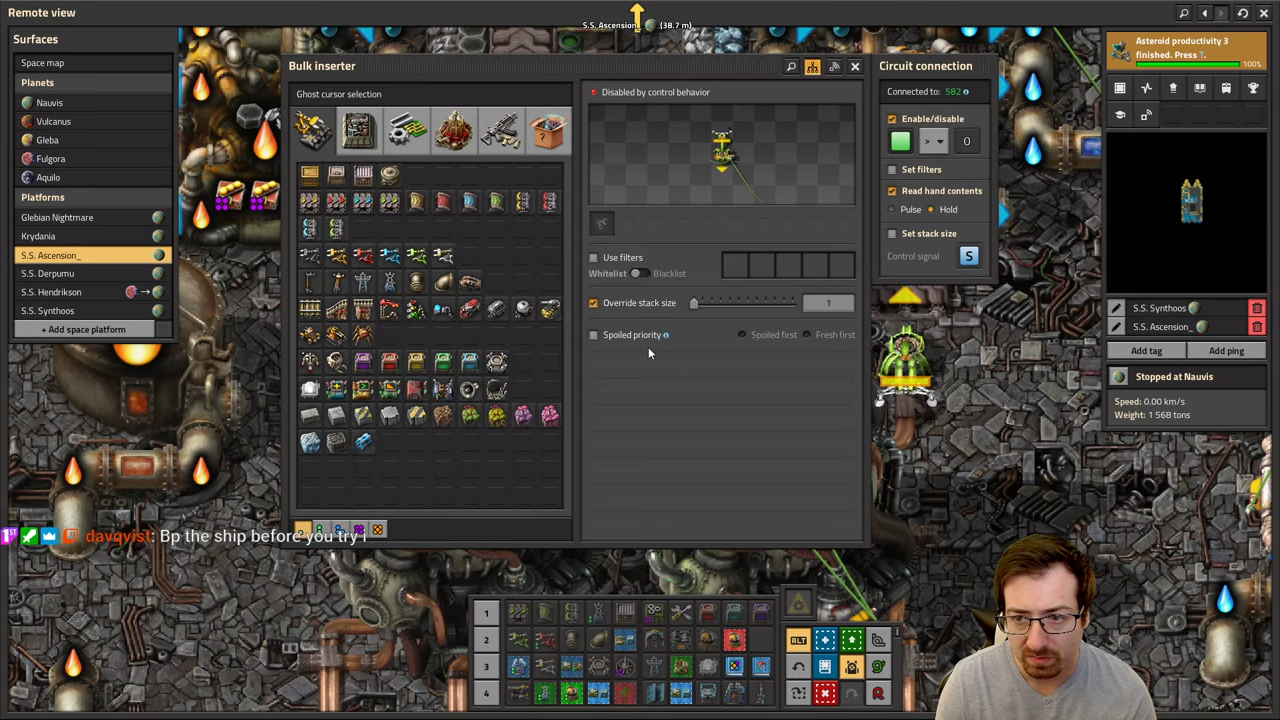 Remote view
S.S. Ascension_ (38.7 m)
Surfaces
Space map
Planets
Nauvis
Vulcanus
Gleba
Fulgora
Aquilo
Platforms
Glebian Nightmare
Krydania
S.S. Ascension_
S.S. Derpumu
S.S. Hendrikson
S.S. Synthoos
+ Add space platform
Bulk inserter
Ghost cursor selection
Disabled by control behavior
Use filters
Whitelist Blacklist
Override stack size 1
Spoiled priority Spoiled first Fresh first
Circuit connection
Connected to: 582
Enable/disable
> 0
Set filters
Read hand contents
Pulse Hold
Set stack size
Control signal S
Asteroid productivity 3
finished. Press T.
100%
S.S. Synthoos
S.S. Ascension_
Add tag Add ping
Stopped at Nauvis
Speed: 0.00 km/s
Weight: 1 568 tons
davqvist: Bp the ship before you try !
1
2
3
4
ALT